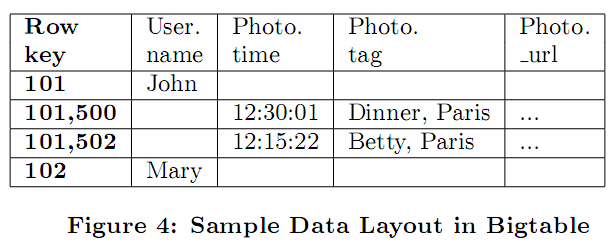 Row User. Photo. Photo. Photo.
key name time tag _url
101 John
101,500 12:30:01 Dinner, Paris ...
101,502 12:15:22 Betty, Paris ...
102 Mary
Figure 4: Sample Data Layout in Bigtable